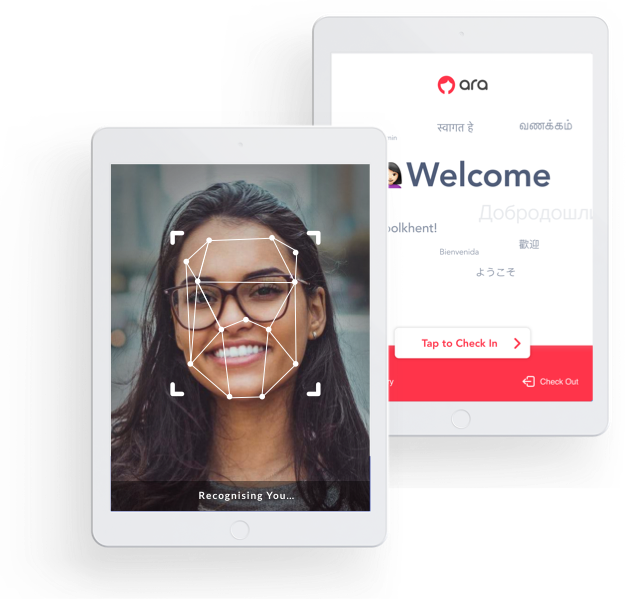 ara
स्वागत हे
வணக்கம்
Welcome
Добродошли
olkhent!
歡迎
Bienvenida
ようこそ
Tap to Check In
Check Out
Recognising You...